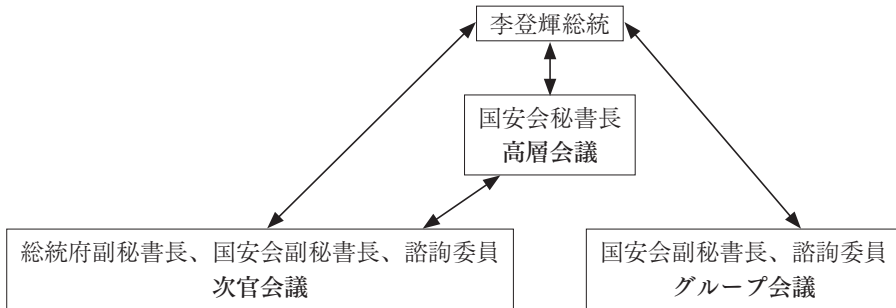 李登輝総統
国安会秘書長
高層会議
総統府副秘書長、国安会副秘書長、諮詢委員
次官会議
国安会副秘書長、諮詢委員
グループ会議